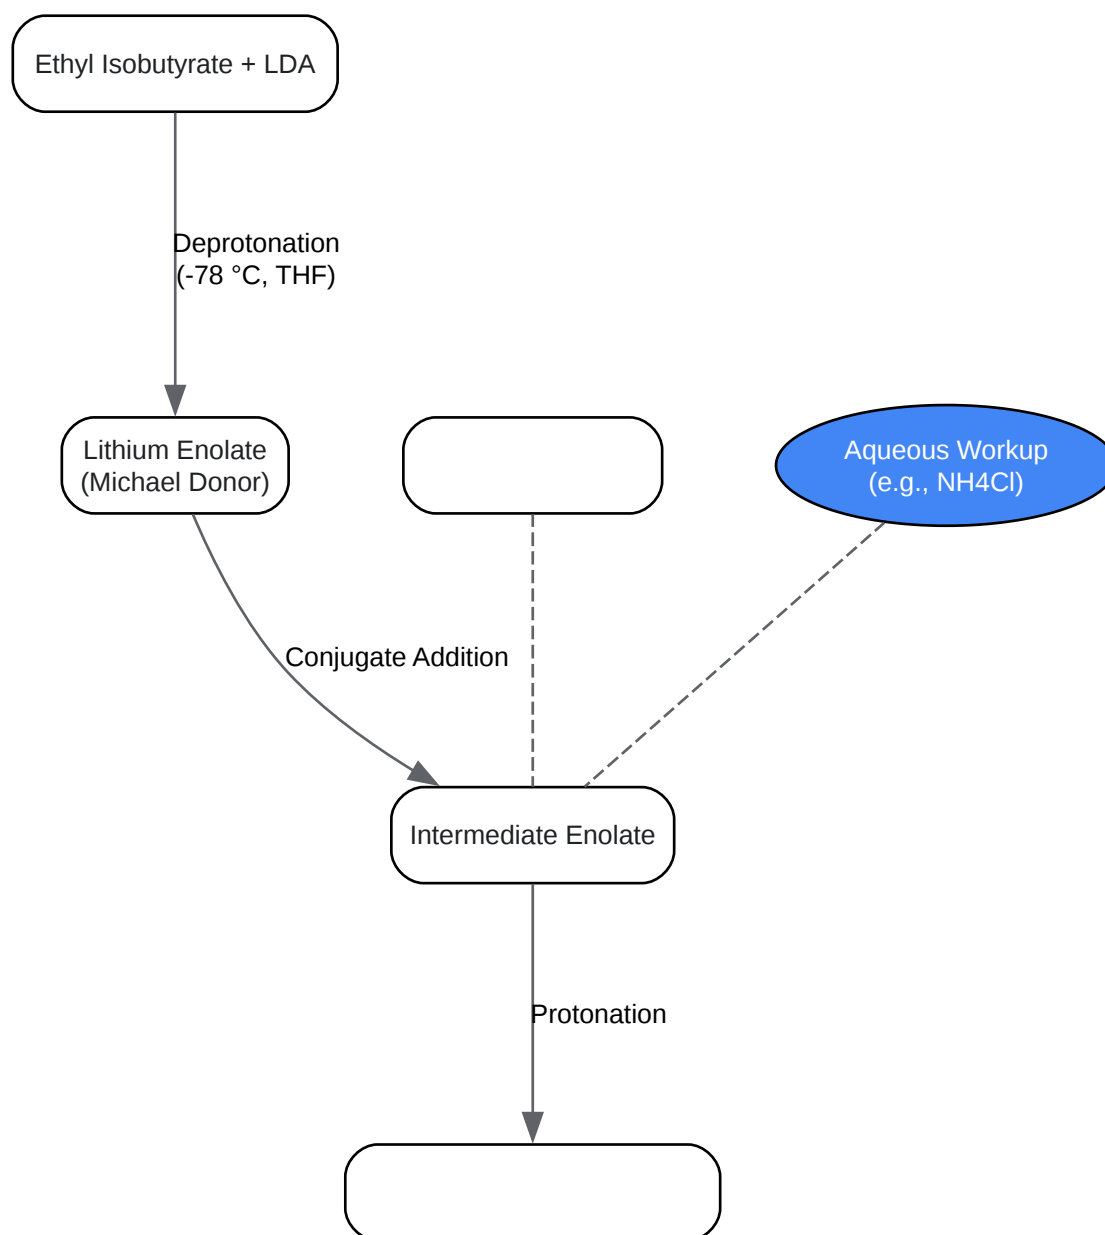 Ethyl Isobutyrate + LDA
Deprotonation
(-78 °C, THF)
Lithium Enolate
(Michael Donor)
Aqueous Workup
(e.g., NH4Cl)
Conjugate Addition
Intermediate Enolate
Protonation